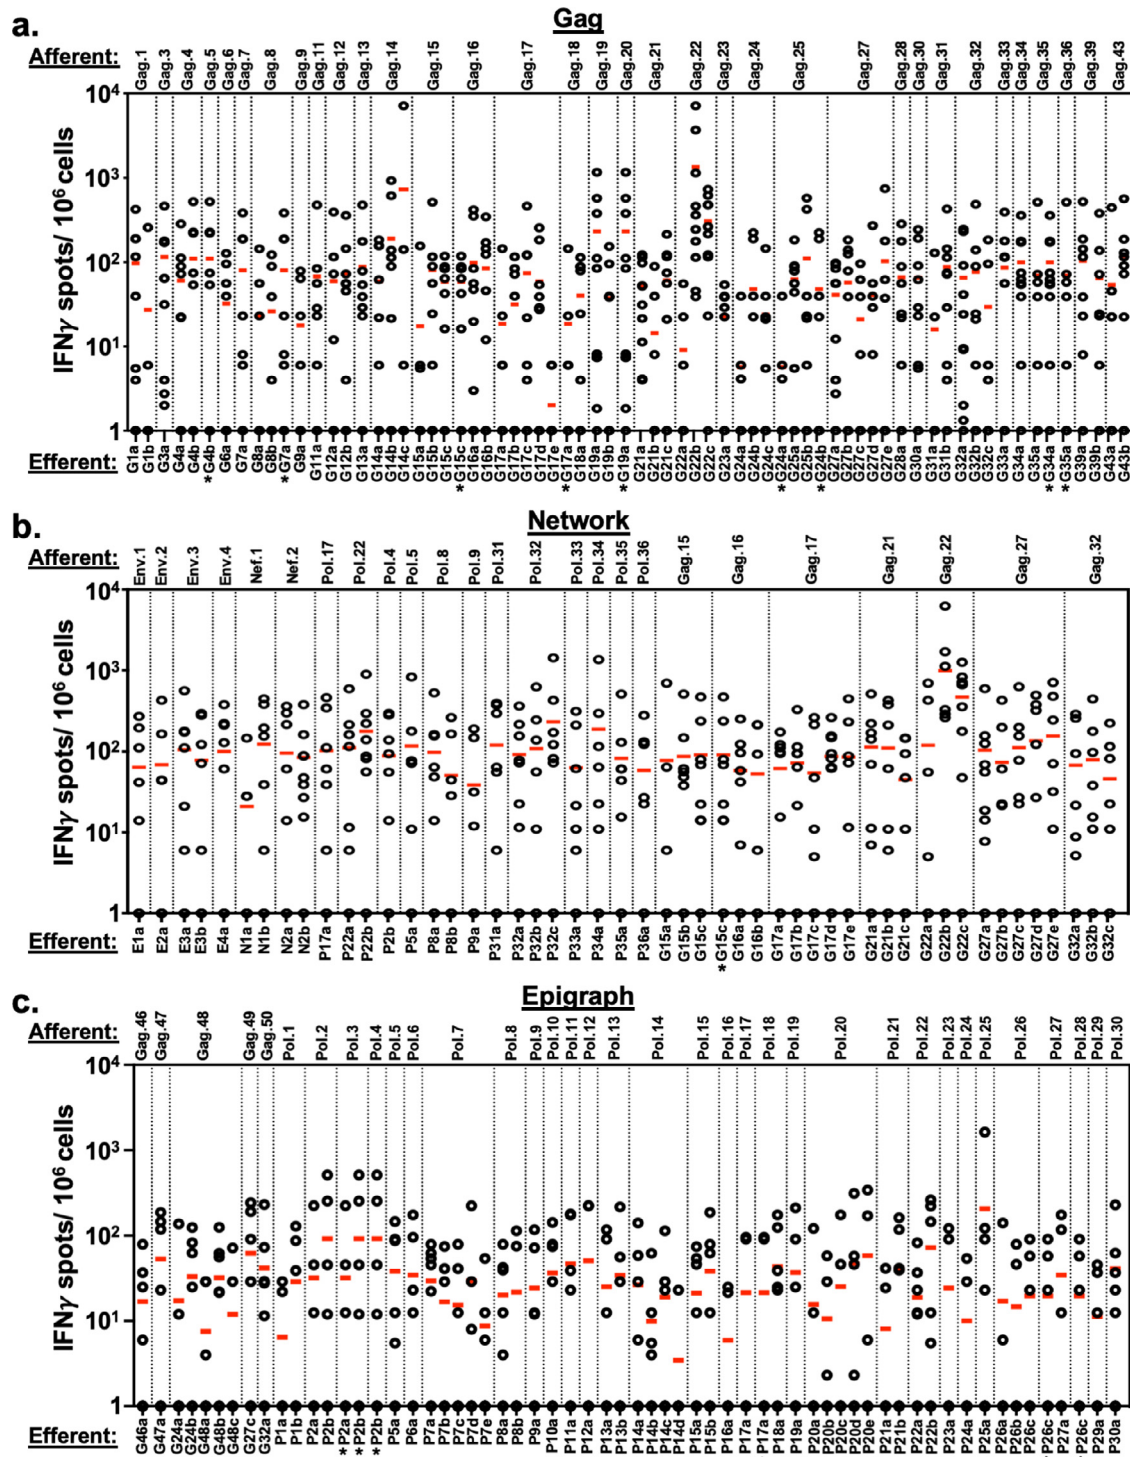 a.
Gag
Afferent: Gag.1 Gag.3 Gag.4 Gag.5 Gag.6 Gag.7 Gag.8 Gag.9 Gag.11 Gag.12 Gag.13 Gag.14 Gag.15 Gag.16 Gag.17 Gag.18 Gag.19 Gag.20 Gag.21 Gag.22 Gag.23 Gag.24 Gag.25 Gag.27 Gag.28 Gag.30 Gag.31 Gag.32 Gag.33 Gag.34 Gag.35 Gag.36 Gag.39 Gag.43
IFNγ spots/ 10⁶ cells
10⁴
10³
10²
10¹
1
Efferent: G1a G1b G3a G4a G4b G4b G6a G7a G8a G8b G7a G9a G11a G12a G12b G13a G14a G14b G14c G15a G15b G15c G15c G16a G16b G17a G17b G17c G17d G17e G17a G18a G19a G19b G19a G21a G21b G21c G22a G22b G22c G23a G24a G24b G24c G24a G25a G25b G24b G27a G27b G27c G27d G27e G28a G30a G31a G31b G32a G32b G32c G33a G34a G35a G34a G35a G39a G39b G43a G43b
* * * * * * * * *
b.
Network
Afferent: Env.1 Env.2 Env.3 Env.4 Nef.1 Nef.2 Pol.17 Pol.22 Pol.4 Pol.5 Pol.8 Pol.9 Pol.31 Pol.32 Pol.33 Pol.34 Pol.35 Pol.36 Gag.15 Gag.16 Gag.17 Gag.21 Gag.22 Gag.27 Gag.32
IFNγ spots/ 10⁶ cells
10⁴
10³
10²
10¹
1
Efferent: E1a E2a E3a E3b E4a N1a N1b N2a N2b P17a P22a P22b P2b P5a P8a P8b P9a P31a P32a P32b P32c P33a P34a P35a P36a G15a G15b G15c G15c G16a G16b G17a G17b G17c G17d G17e G21a G21b G21c G22a G22b G22c G27a G27b G27c G27d G27e G32a G32b G32c
*
c.
Epigraph
Afferent: Gag.46 Gag.47 Gag.48 Gag.49 Gag.50 Pol.1 Pol.2 Pol.3 Pol.4 Pol.5 Pol.6 Pol.7 Pol.8 Pol.9 Pol.10 Pol.11 Pol.12 Pol.13 Pol.14 Pol.15 Pol.16 Pol.17 Pol.18 Pol.19 Pol.20 Pol.21 Pol.22 Pol.23 Pol.24 Pol.25 Pol.26 Pol.27 Pol.28 Pol.29 Pol.30
IFNγ spots/ 10⁶ cells
10⁴
10³
10²
10¹
1
Efferent: G46a G47a G24a G24b G48a G48b G48c G27c G32a P1a P1b P2a P2b P2a P2b P2b P5a P6a P7a P7b P7c P7d P7e P8a P8b P9a P10a P11a P12a P13a P13b P14a P14b P14c P14d P15a P15b P16a P17a P17a P18a P19a P20a P20b P20c P20d P20e P21a P21b P22a P22b P23a P24a P25a P26a P26b P26c P26c P27a P26c P29a P30a
* * *